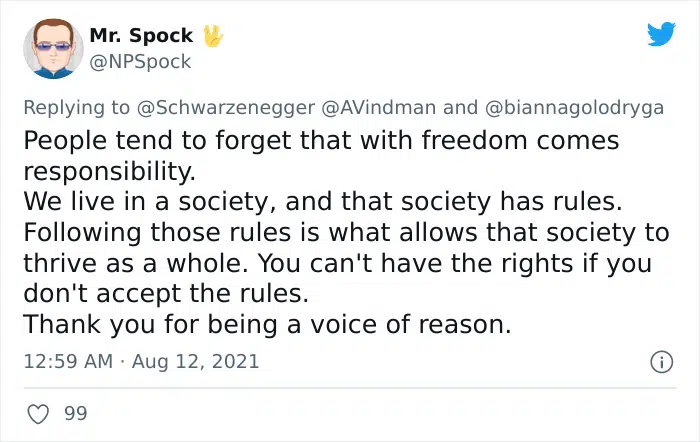 Mr. Spock 🖖
@NPSpock
Replying to @Schwarzenegger @AVindman and @biannagolodryga
People tend to forget that with freedom comes
responsibility.
We live in a society, and that society has rules.
Following those rules is what allows that society to
thrive as a whole. You can't have the rights if you
don't accept the rules.
Thank you for being a voice of reason.
12:59 AM · Aug 12, 2021
99